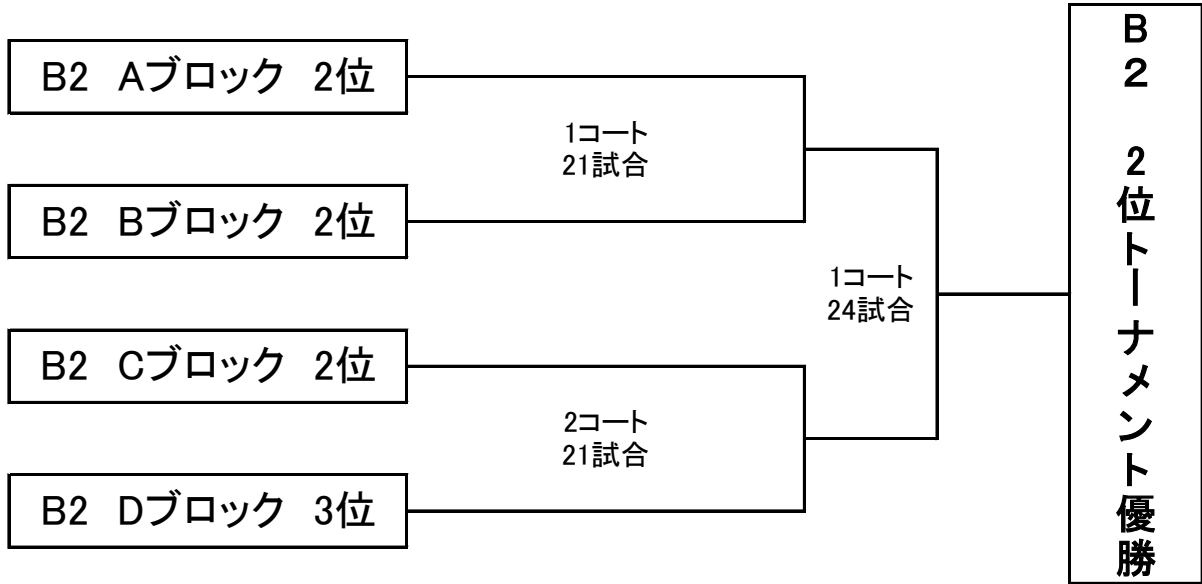 B2 Aブロック 2位
1コート
21試合
B2 Bブロック 2位
1コート
24試合
B2 Cブロック 2位
2コート
21試合
B2 Dブロック 3位
B2 2位トーナメント優勝